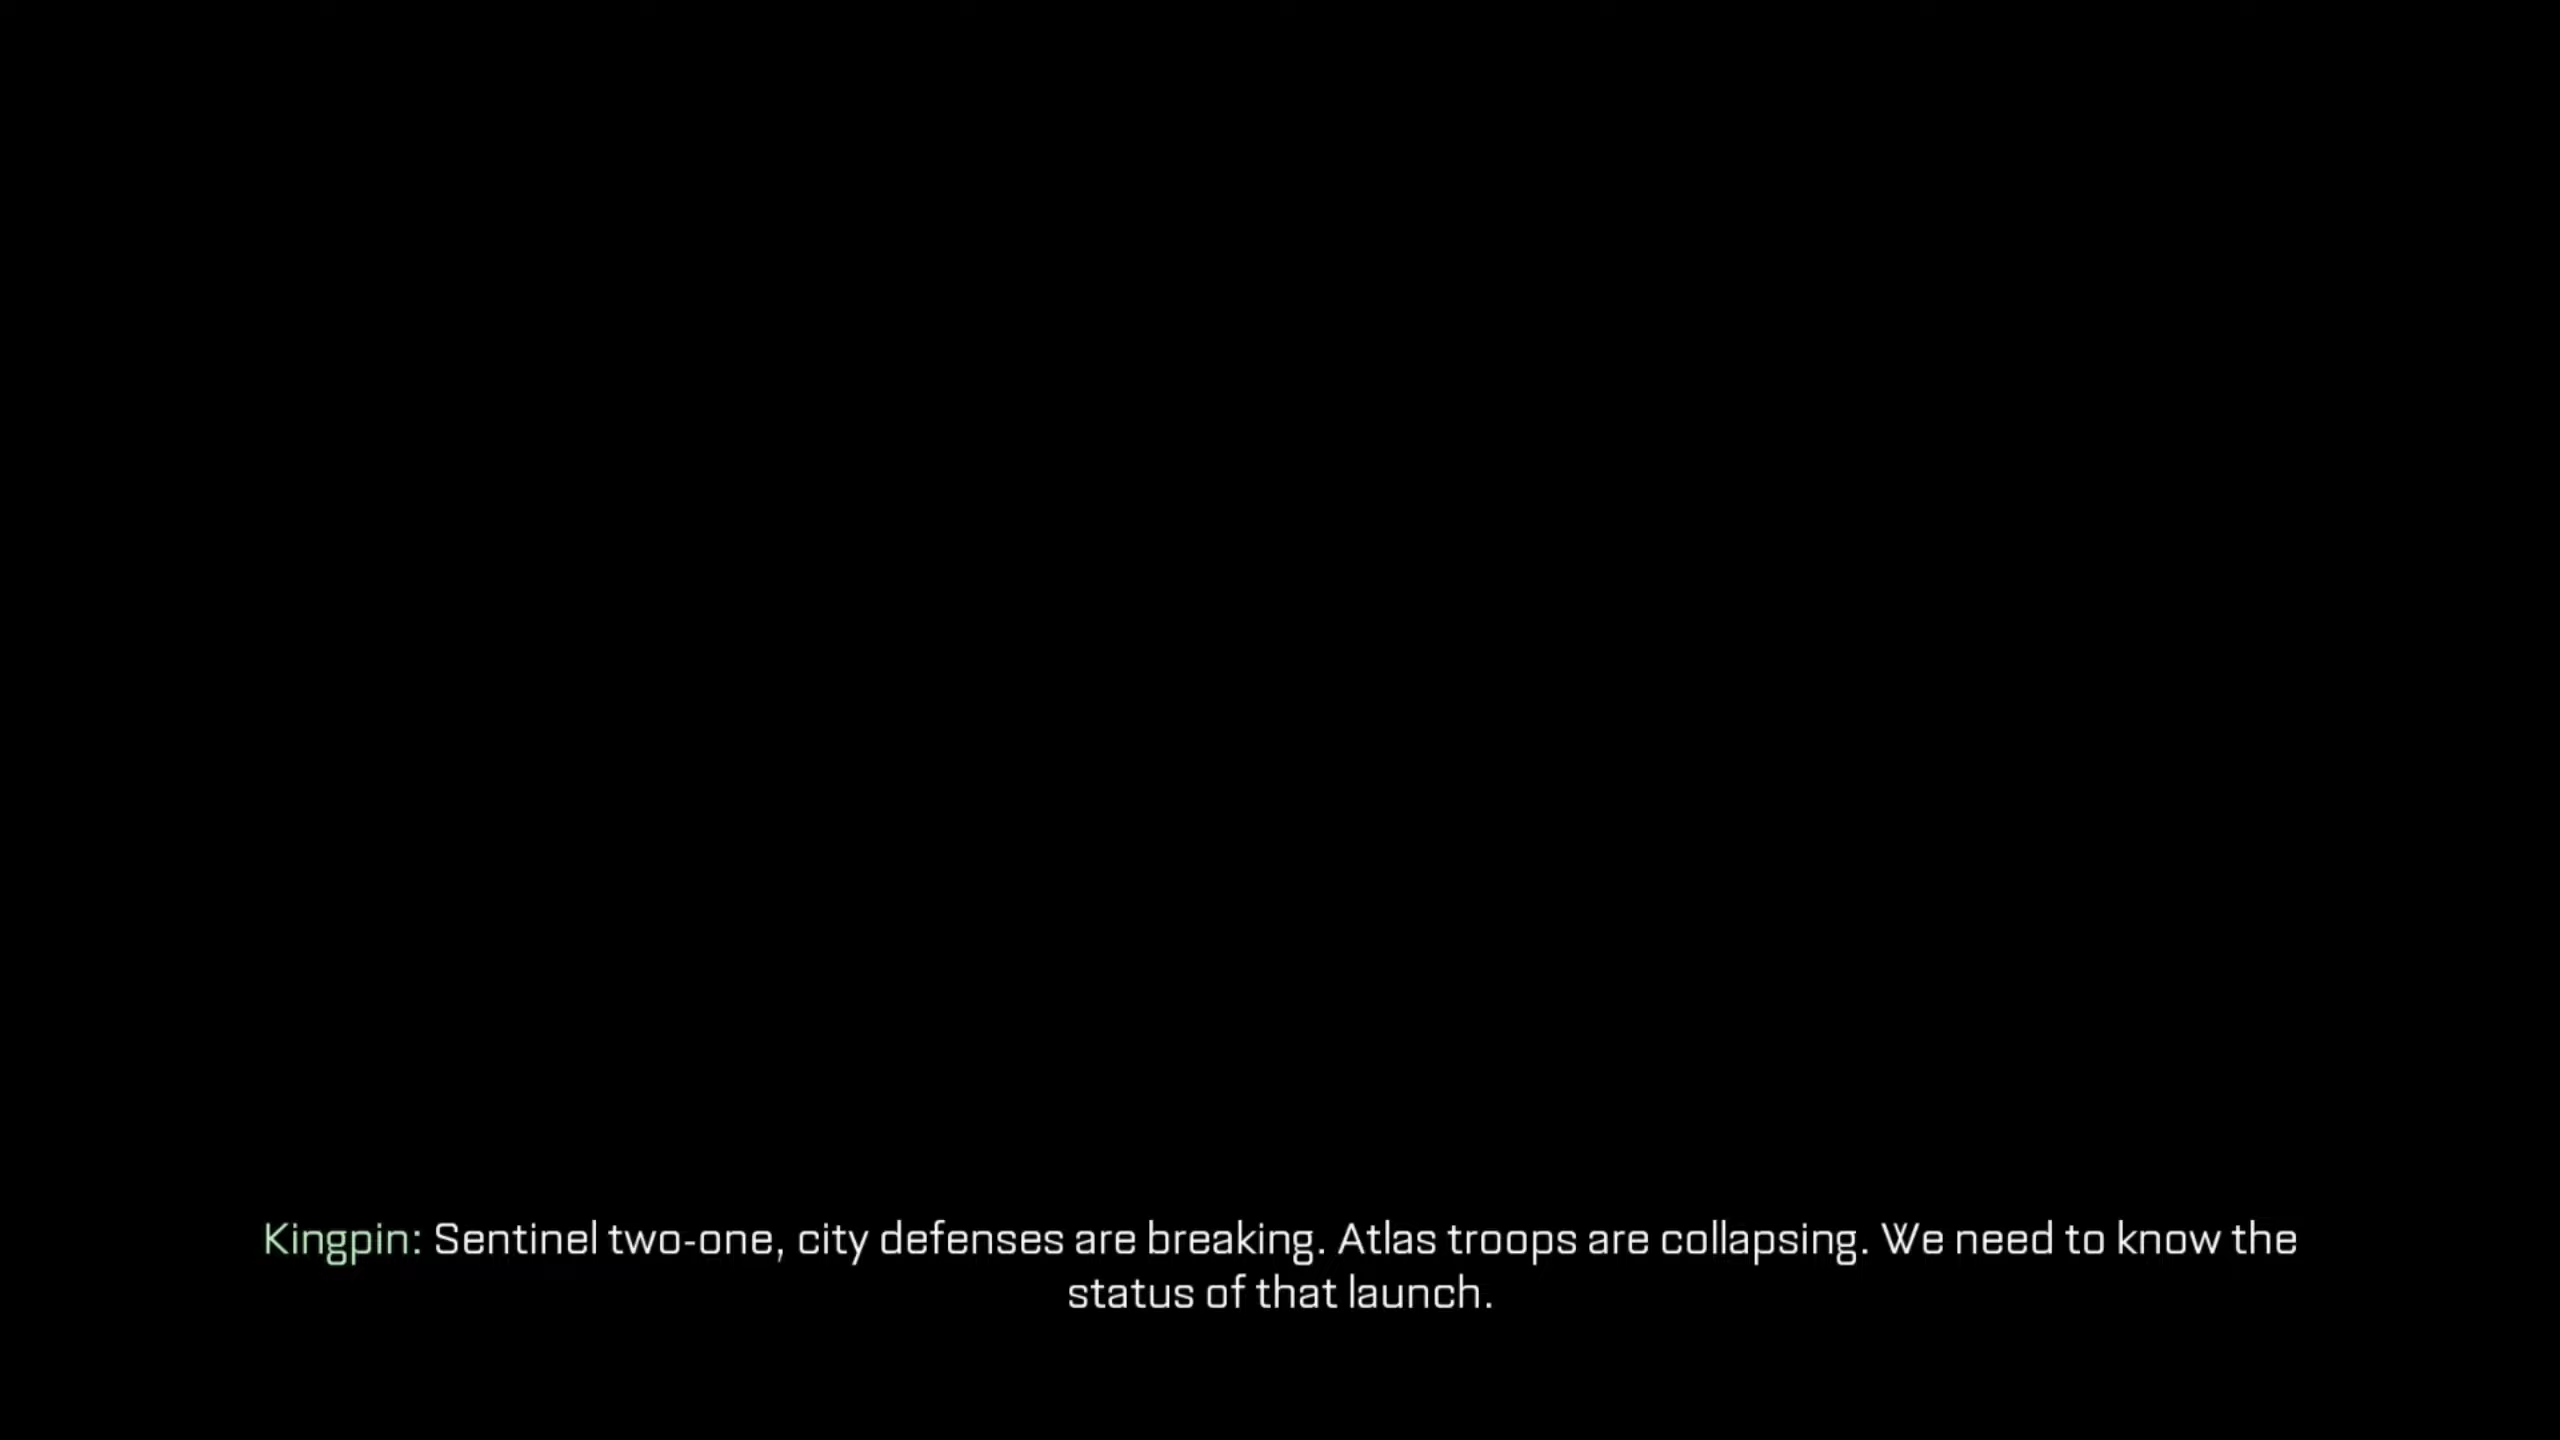 Kingpin: Sentinel two-one, city defenses are breaking. Atlas troops are collapsing. We need to know the
status of that launch.